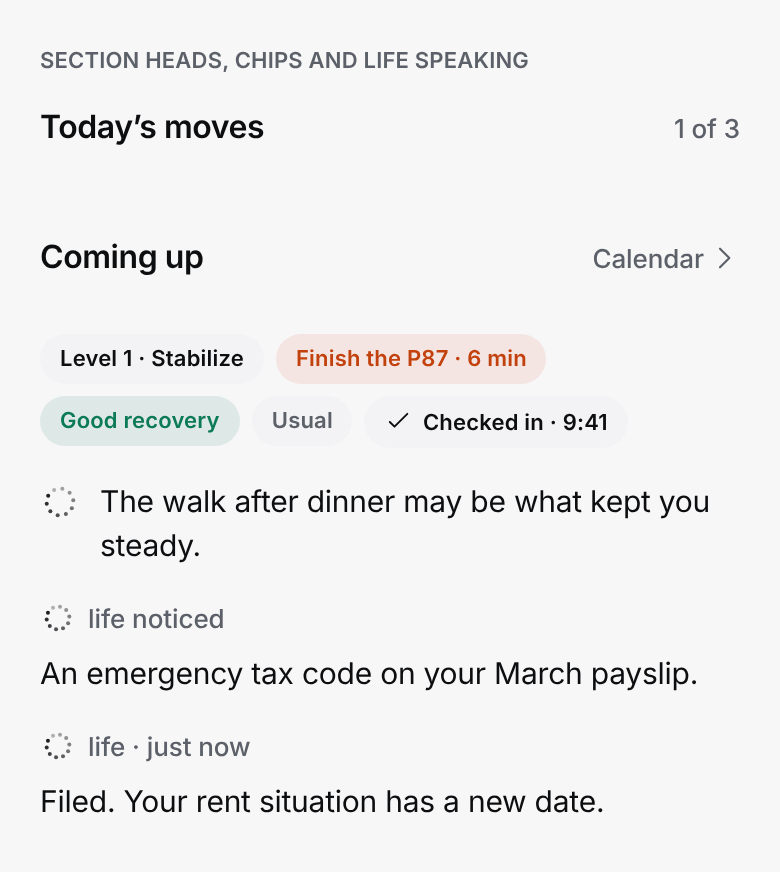 SECTION HEADS, CHIPS AND LIFE SPEAKING
Today’s moves
1 of 3
Coming up
Calendar
Level 1 · Stabilize
Finish the P87 · 6 min
Good recovery
Usual
Checked in · 9:41
The walk after dinner may be what kept you
steady.
life noticed
An emergency tax code on your March payslip.
life · just now
Filed. Your rent situation has a new date.